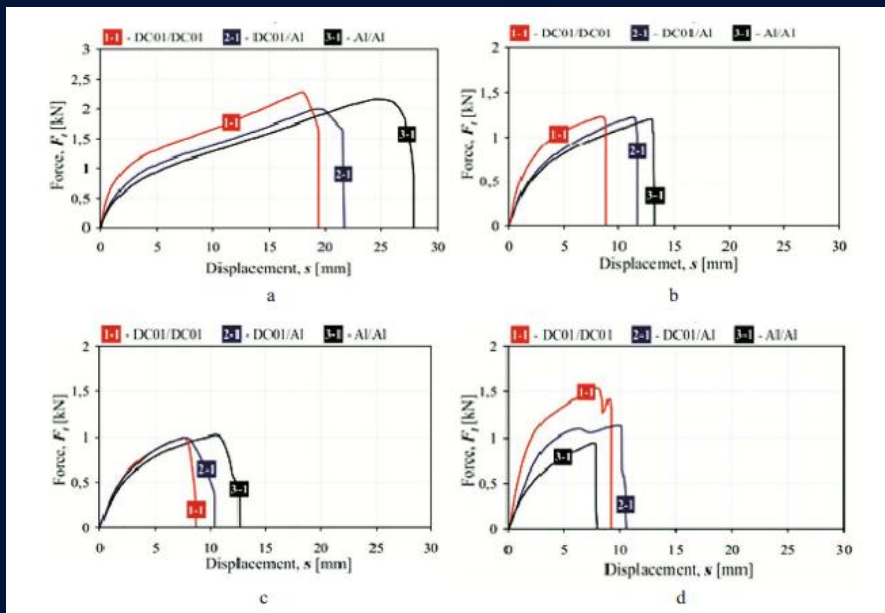 1-1 - DC01/DC01 2-1 - DC01/Al 3-1 - Al/Al
Force, Ft [kN]
3
2,5
2
1,5
1
0,5
0
1-1
2-1
3-1
0 5 10 15 20 25 30
Displacement, s [mm]
a
1-1 - DC01/DC01 2-1 - DC01/Al 3-1 - Al/Al
Force, Ft [kN]
2
1,5
1
0,5
0
1-1
2-1
3-1
0 5 10 15 20 25 30
Displacemet, s [mm]
b
1-1 - DC01/DC01 2-1 - DC01/Al 3-1 - Al/Al
Force, Ft [kN]
2
1,5
1
0,5
0
2-1
3-1
1-1
0 5 10 15 20 25 30
Displacement, s [mm]
c
1-1 - DC01/DC01 2-1 - DC01/Al 3-1 - Al/Al
Force, Ft [kN]
2
1,5
1
0,5
0
1-1
3-1
2-1
0 5 10 15 20 25 30
Displacement, s [mm]
d